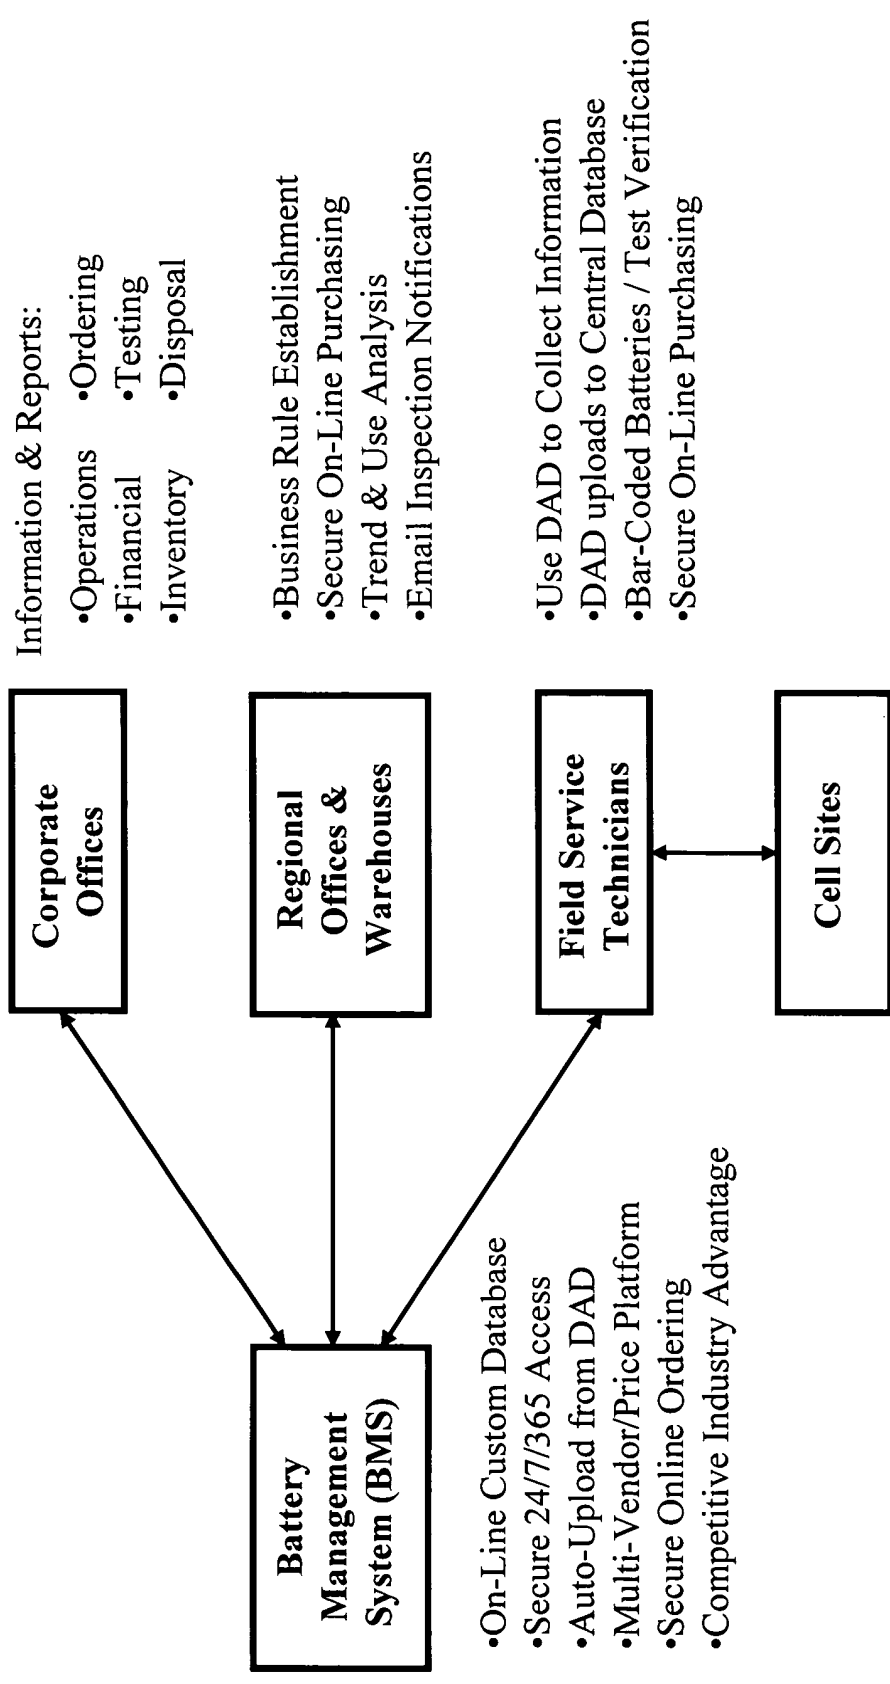 Corporate
Offices
Information & Reports:
•Operations •Ordering
•Financial •Testing
•Inventory •Disposal
Battery
Management
System (BMS)
Regional
Offices &
Warehouses
•Business Rule Establishment
•Secure On-Line Purchasing
•Trend & Use Analysis
•Email Inspection Notifications
•On-Line Custom Database
•Secure 24/7/365 Access
•Auto-Upload from DAD
•Multi-Vendor/Price Platform
•Secure Online Ordering
•Competitive Industry Advantage
Field Service
Technicians
•Use DAD to Collect Information
•DAD uploads to Central Database
•Bar-Coded Batteries / Test Verification
•Secure On-Line Purchasing
Cell Sites